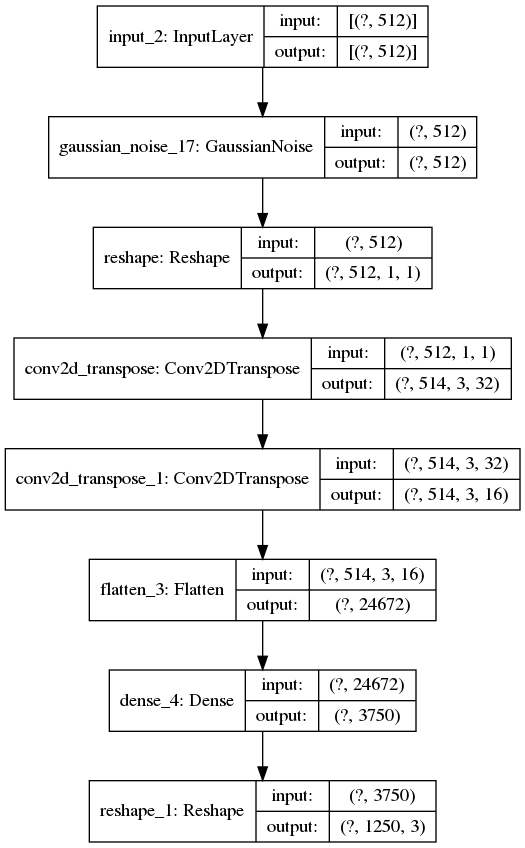 input_2: InputLayer
input: [(?, 512)]
output: [(?, 512)]
gaussian_noise_17: GaussianNoise
input: (?, 512)
output: (?, 512)
reshape: Reshape
input: (?, 512)
output: (?, 512, 1, 1)
conv2d_transpose: Conv2DTranspose
input: (?, 512, 1, 1)
output: (?, 514, 3, 32)
conv2d_transpose_1: Conv2DTranspose
input: (?, 514, 3, 32)
output: (?, 514, 3, 16)
flatten_3: Flatten
input: (?, 514, 3, 16)
output: (?, 24672)
dense_4: Dense
input: (?, 24672)
output: (?, 3750)
reshape_1: Reshape
input: (?, 3750)
output: (?, 1250, 3)